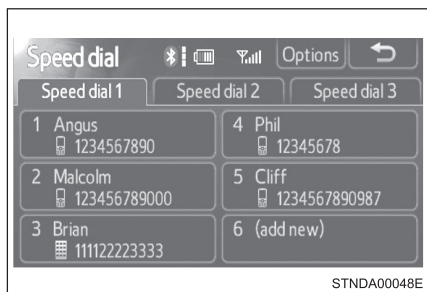 Speed dial Options
Speed dial 1 Speed dial 2 Speed dial 3
1 Angus
1234567890
2 Malcolm
123456789000
3 Brian
111122223333
4 Phil
12345678
5 Cliff
1234567890987
6 (add new)
STNDA00048E